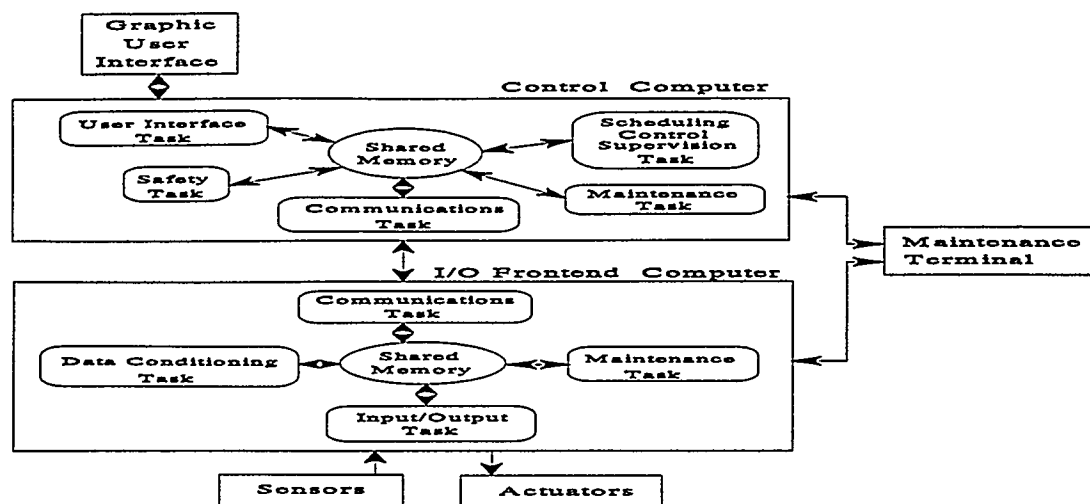 Graphic
User
Interface
Control Computer
User Interface
Task
Shared
Memory
Scheduling
Control
Supervision
Task
Safety
Task
Maintenance
Task
Communications
Task
Maintenance
Terminal
I/O Frontend Computer
Communications
Task
Data Conditioning
Task
Shared
Memory
Maintenance
Task
Input/Output
Task
Sensors
Actuators